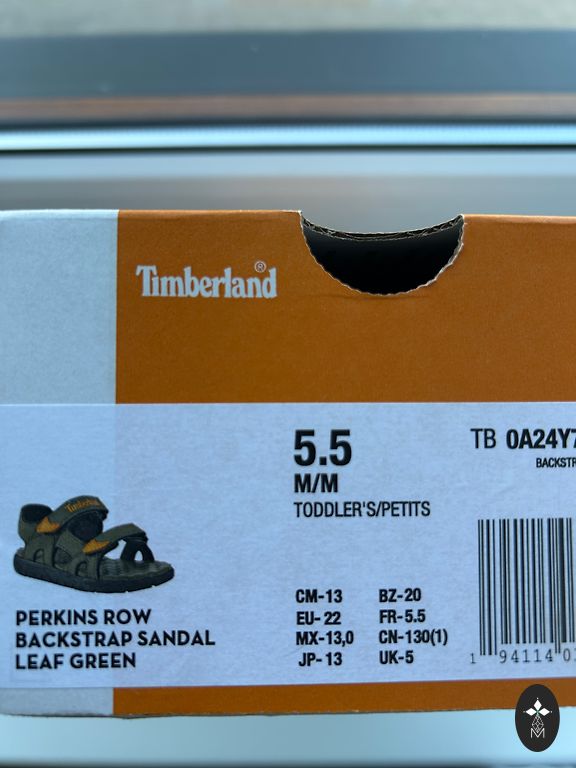 Timberland®
5.5
M/M
TODDLER'S/PETITS
TB 0A24Y7
BACKSTR
Timberland
PERKINS ROW
BACKSTRAP SANDAL
LEAF GREEN
CM-13 BZ-20
EU- 22 FR-5.5
MX-13,0 CN-130(1)
JP- 13 UK-5
1 94114 0
M